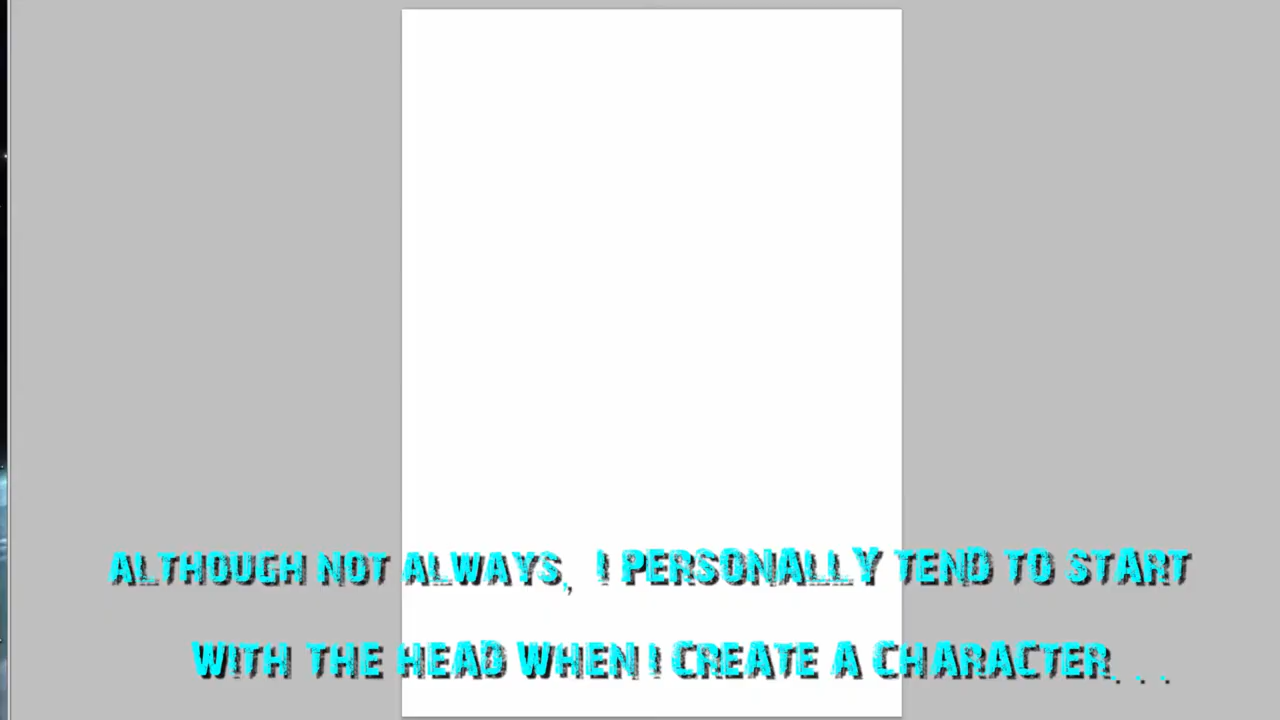 ALTHOUGH NOT ALWAYS, I PERSONALLY TEND TO START
WITH THE HEAD WHEN I CREATE A CHARACTER. . .